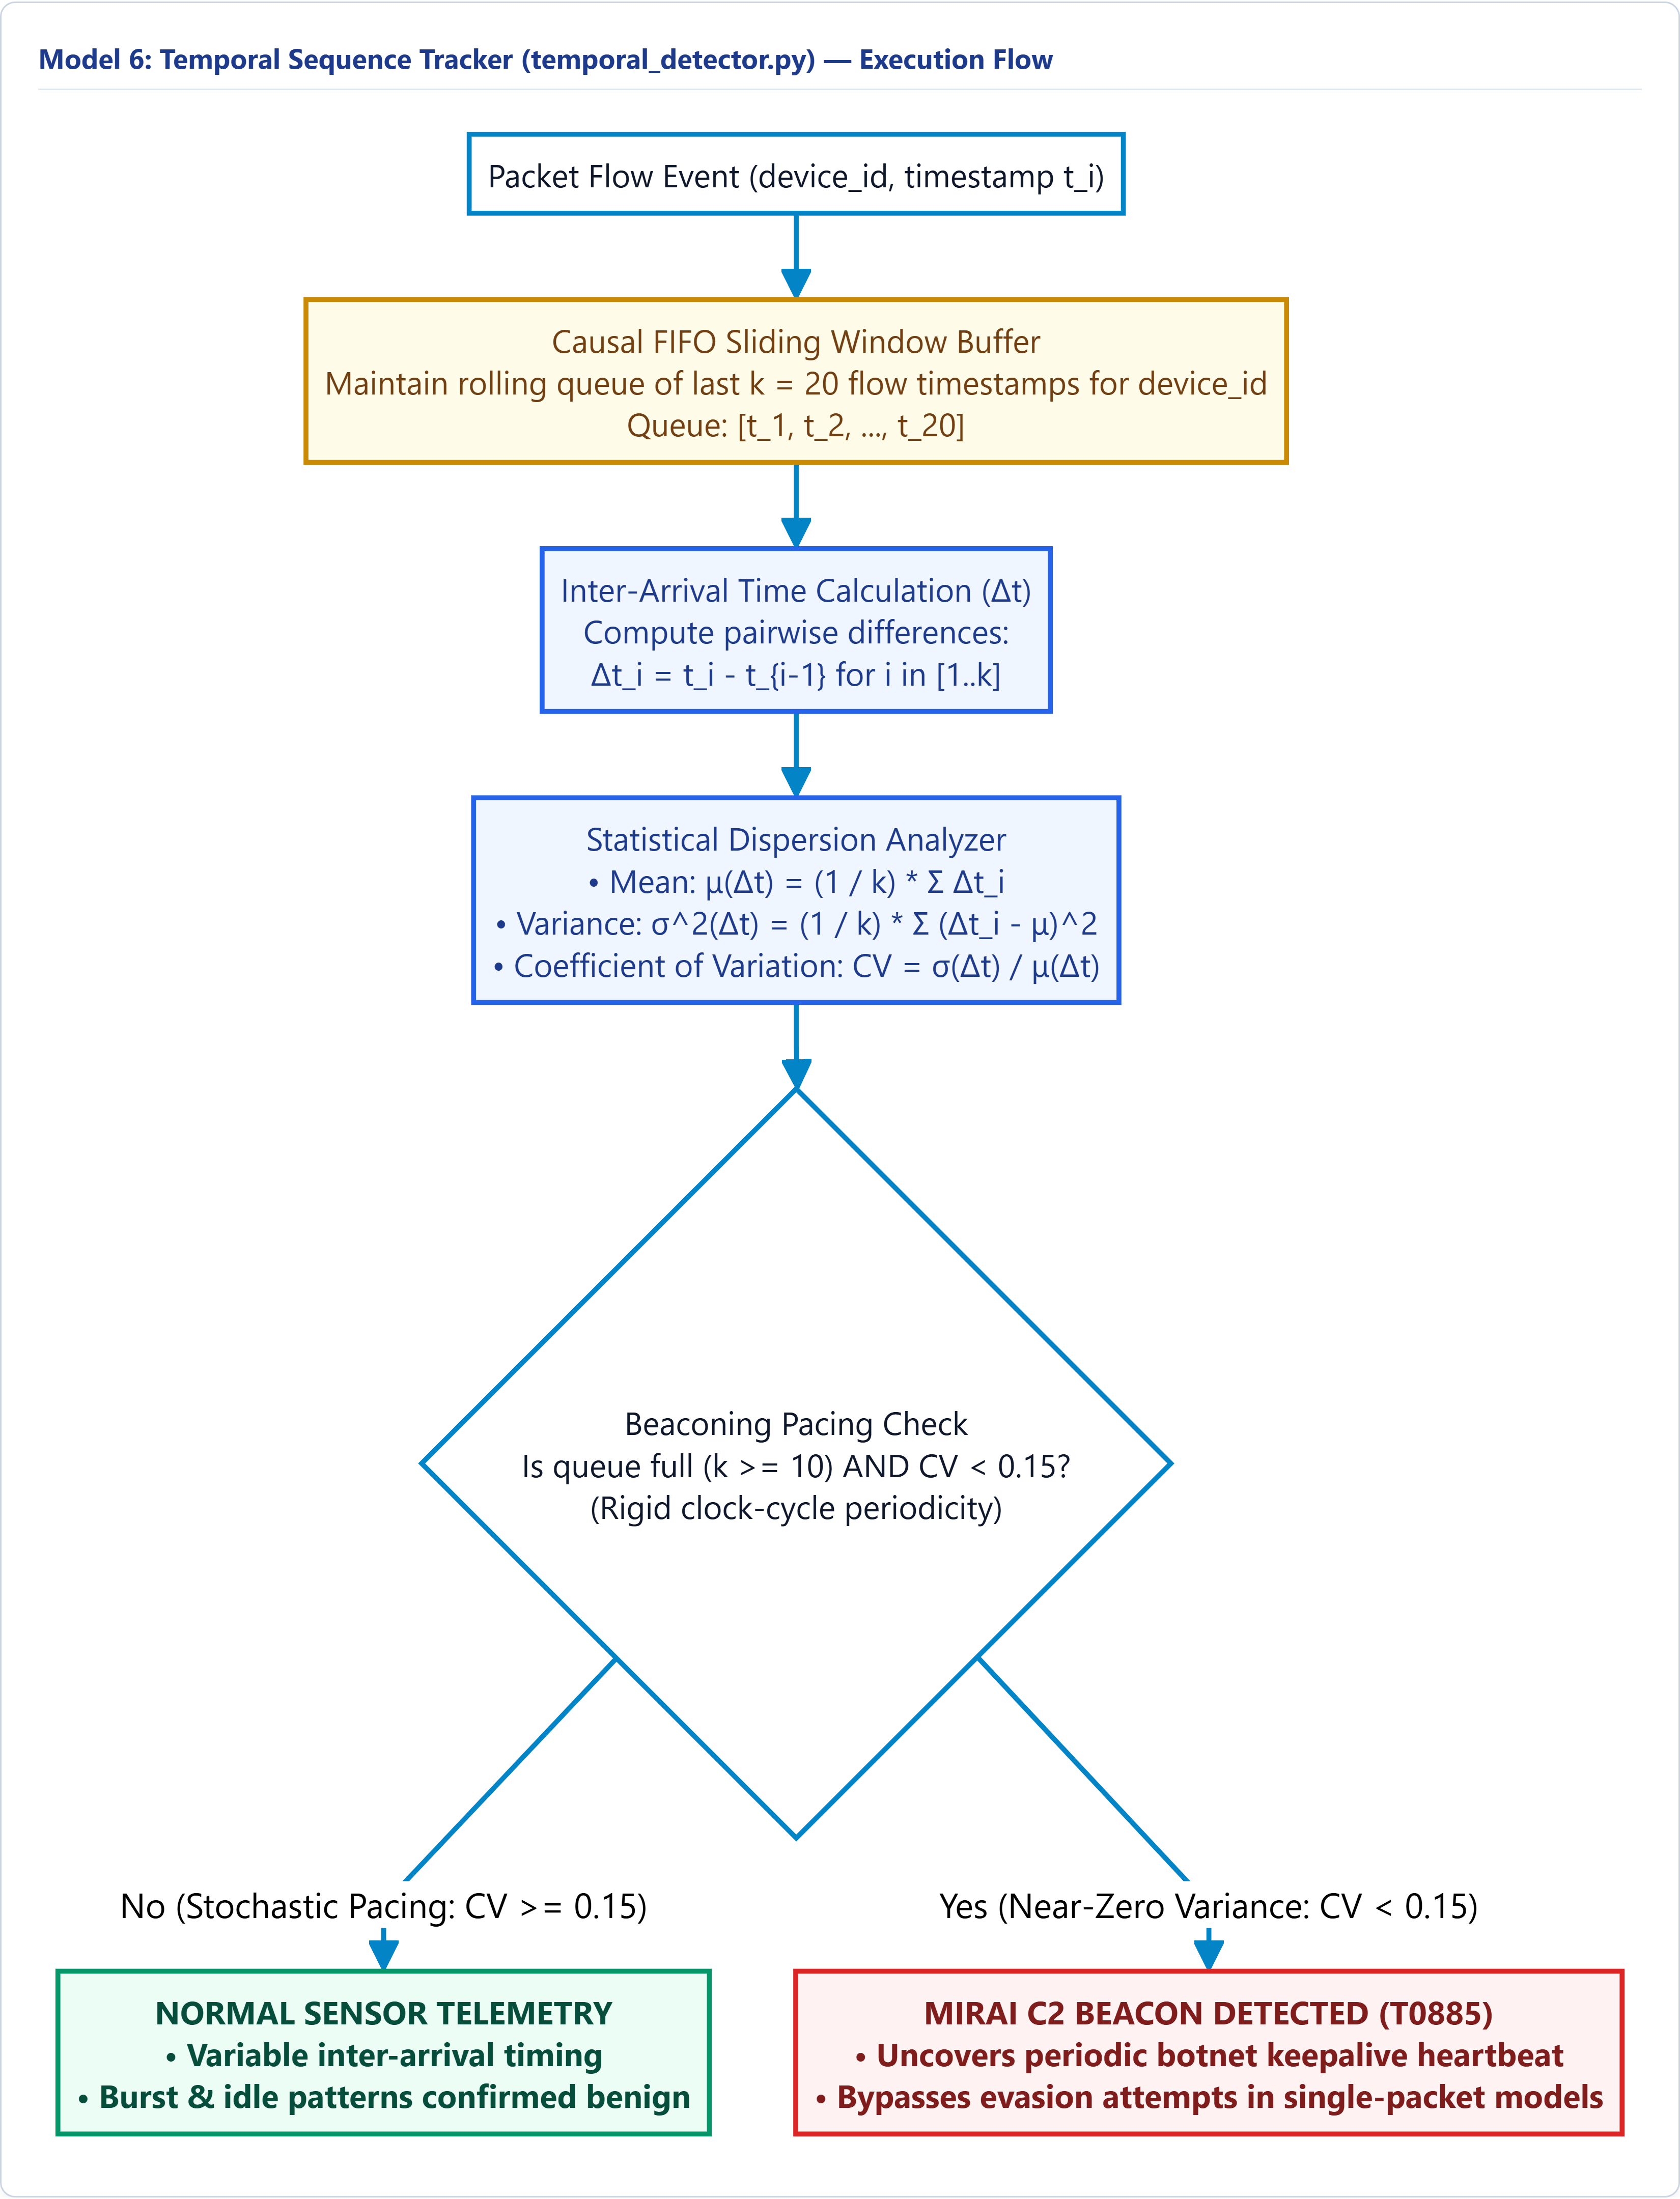 Model 6: Temporal Sequence Tracker (temporal_detector.py) — Execution Flow
Packet Flow Event (device_id, timestamp t_i)
Causal FIFO Sliding Window Buffer
Maintain rolling queue of last k = 20 flow timestamps for device_id
Queue: [t_1, t_2, ..., t_20]
Inter-Arrival Time Calculation (Δt)
Compute pairwise differences:
Δt_i = t_i - t_{i-1} for i in [1..k]
Statistical Dispersion Analyzer
• Mean: μ(Δt) = (1 / k) * Σ Δt_i
• Variance: σ^2(Δt) = (1 / k) * Σ (Δt_i - μ)^2
• Coefficient of Variation: CV = σ(Δt) / μ(Δt)
Beaconing Pacing Check
Is queue full (k >= 10) AND CV < 0.15?
(Rigid clock-cycle periodicity)
No (Stochastic Pacing: CV >= 0.15)
Yes (Near-Zero Variance: CV < 0.15)
NORMAL SENSOR TELEMETRY
• Variable inter-arrival timing
• Burst & idle patterns confirmed benign
MIRAI C2 BEACON DETECTED (T0885)
• Uncovers periodic botnet keepalive heartbeat
• Bypasses evasion attempts in single-packet models